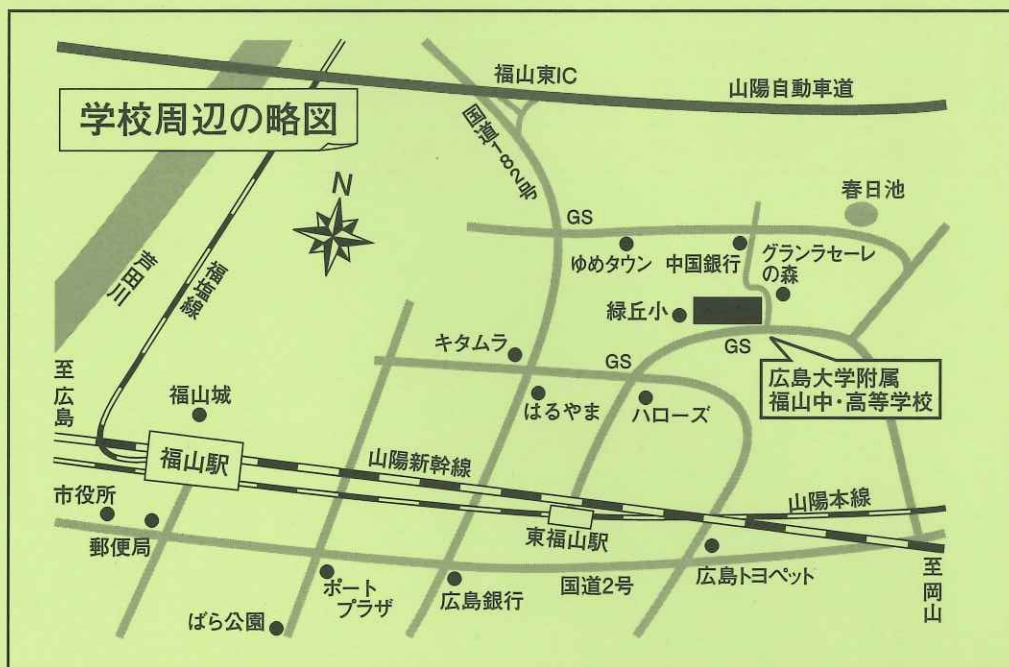 学校周辺の略図
福山東IC
山陽自動車道
国道182号
N
春日池
GS
ゆめタウン
中国銀行
グランラセーレ
の森
芦田川
福塩線
緑丘小
GS
キタムラ
GS
広島大学附属
福山中・高等学校
至広島
福山城
はるやま
ハローズ
福山駅
山陽新幹線
山陽本線
市役所
郵便局
東福山駅
国道2号
広島トヨペット
至岡山
ポート
プラザ
広島銀行
ばら公園